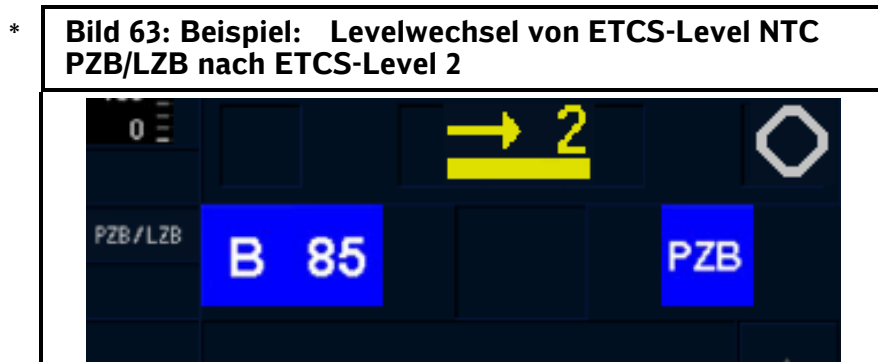 * Bild 63: Beispiel: Levelwechsel von ETCS-Level NTC
PZB/LZB nach ETCS-Level 2
0
→ 2
PZB/LZB
B 85
PZB